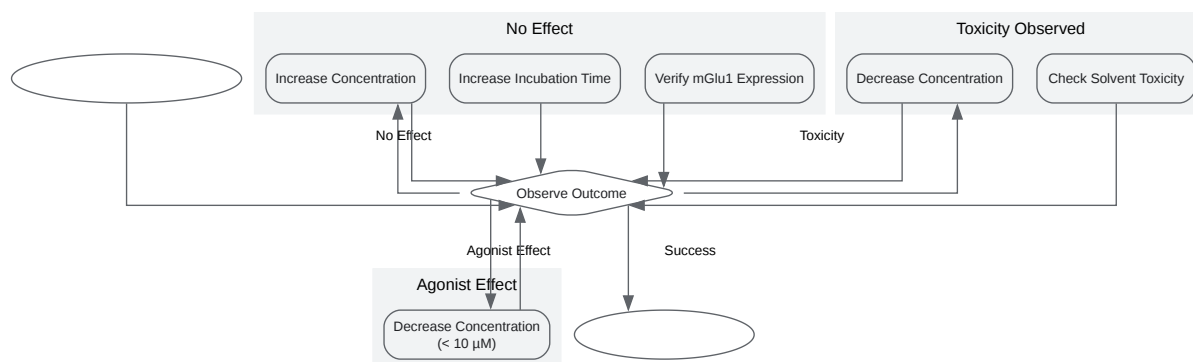 No Effect
Toxicity Observed
Increase Concentration
Increase Incubation Time
Verify mGlu1 Expression
Decrease Concentration
Check Solvent Toxicity
No Effect
Toxicity
Observe Outcome
Agonist Effect
Success
Agonist Effect
Decrease Concentration
(< 10 µM)